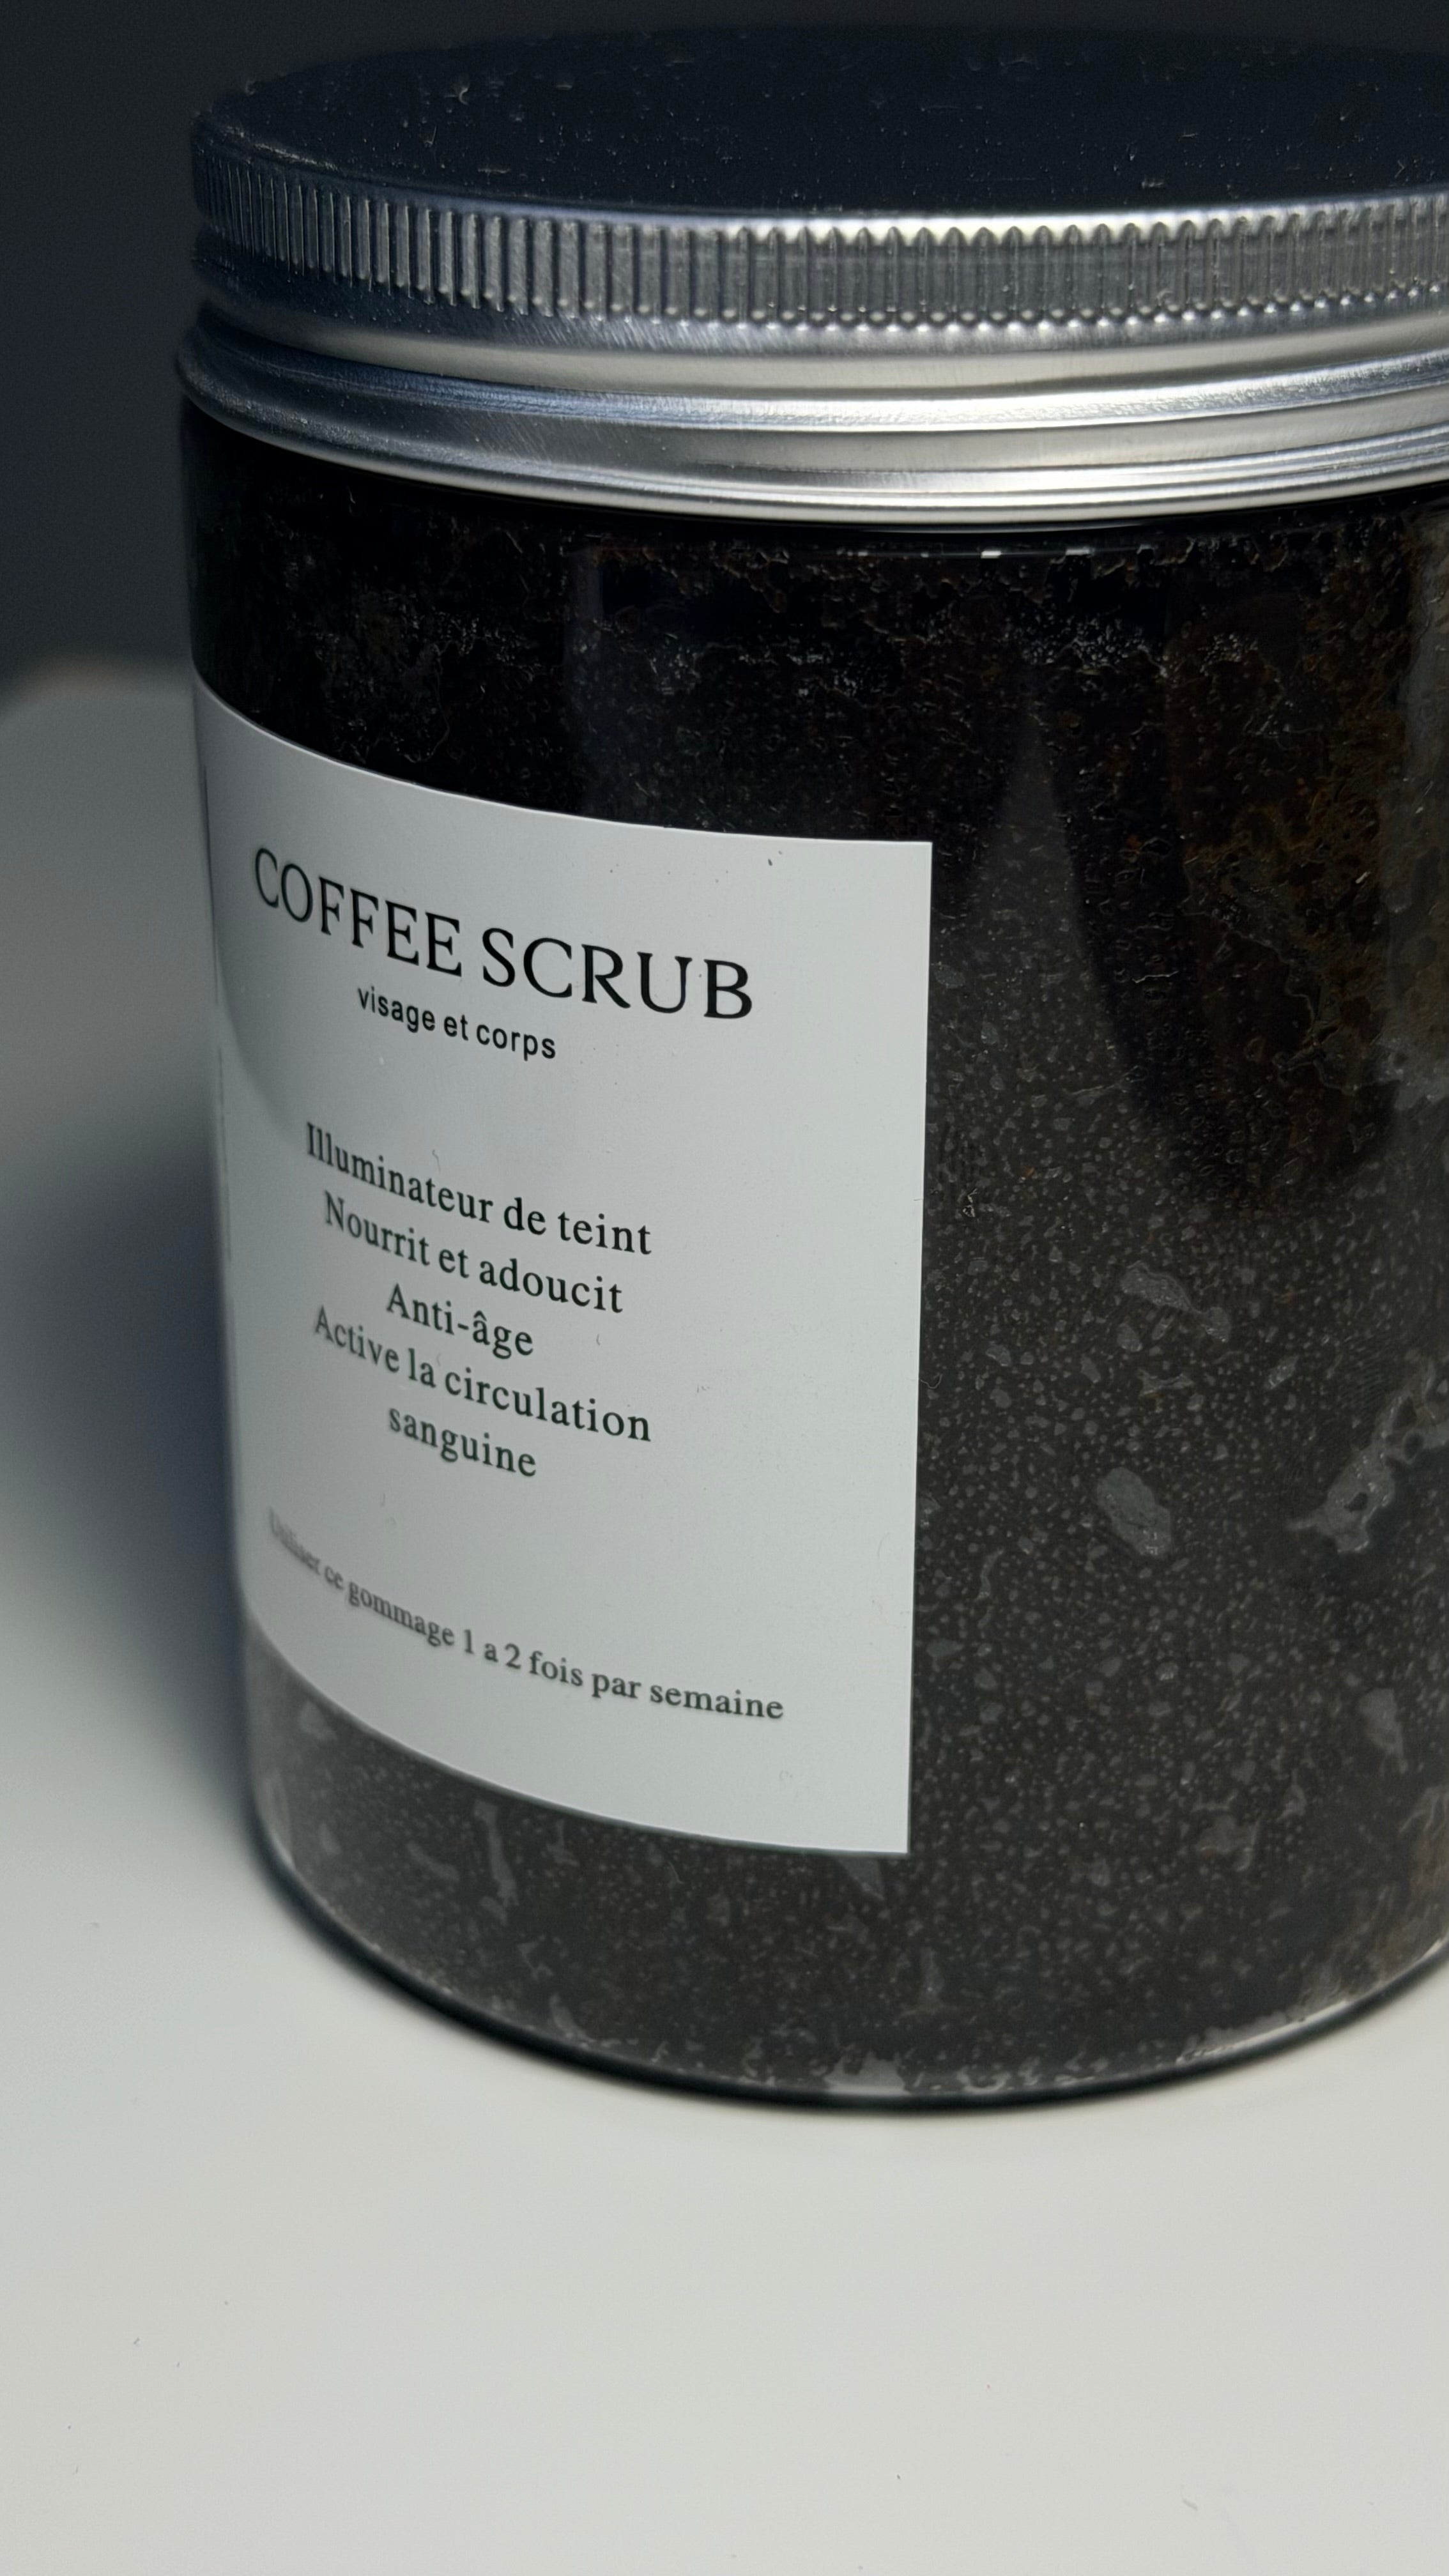 COFFEE SCRUB
visage et corps
Illuminateur de teint
Nourrit et adoucit
Anti-âge
Active la circulation
sanguine
Utiliser ce gommage 1 a 2 fois par semaine